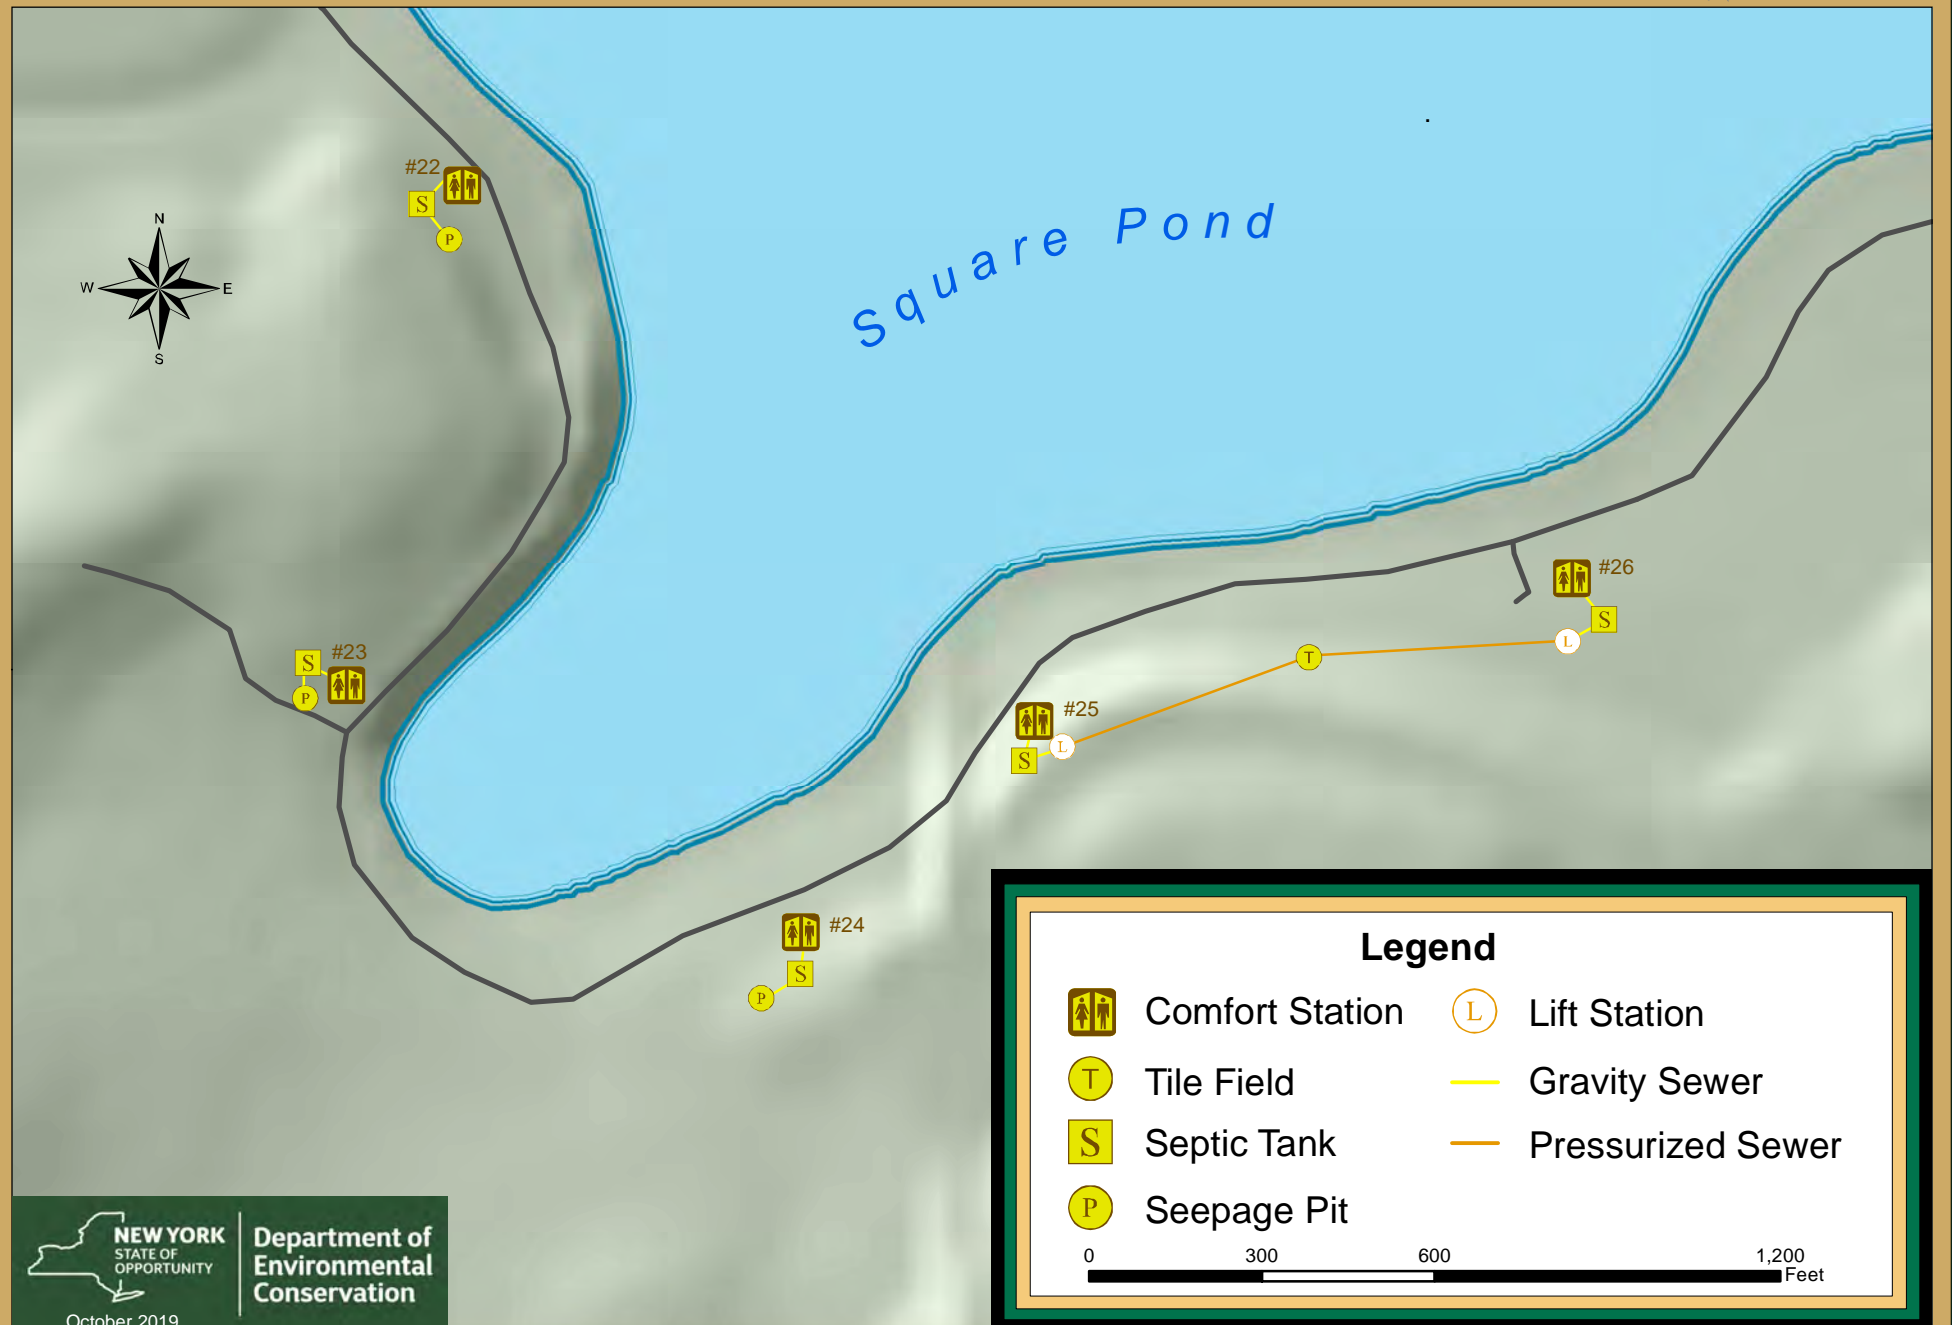 #22
S
P
N
W E
S
Square Pond
#23
S
P
#26
S
L
T
#25
L
S
#24
S
P
Legend
Comfort Station
L Lift Station
T Tile Field
Gravity Sewer
S Septic Tank
Pressurized Sewer
P Seepage Pit
0 300 600 1,200
Feet
NEW YORK
STATE OF
OPPORTUNITY
Department of
Environmental
Conservation
October 2019